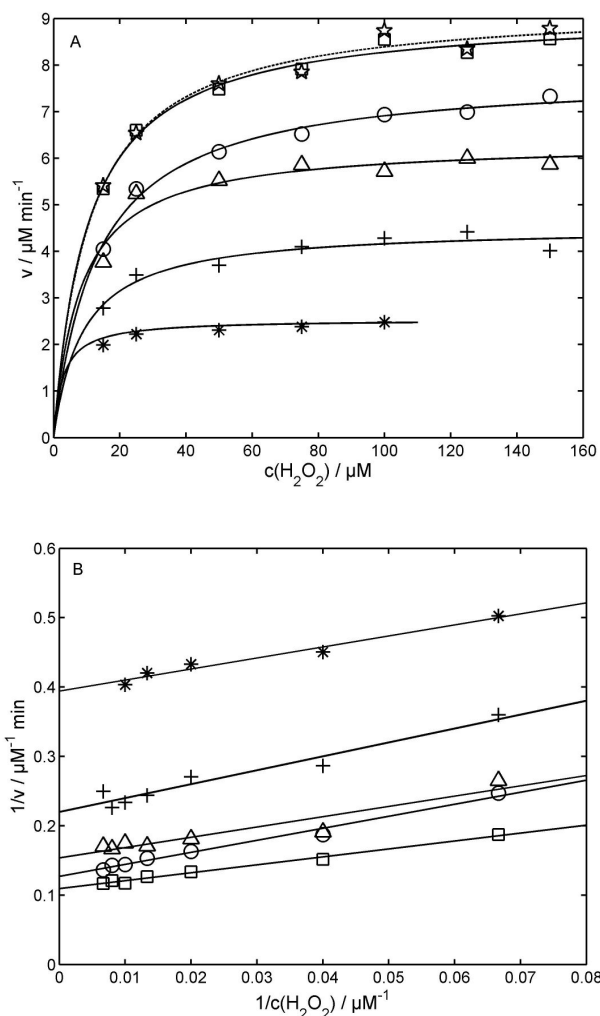 A
9
8
7
6
5
4
3
2
1
0
v / µM min⁻¹
0 20 40 60 80 100 120 140 160
c(H₂O₂) / µM
B
0.6
0.5
0.4
0.3
0.2
0.1
0
1/v / µM⁻¹ min
0 0.01 0.02 0.03 0.04 0.05 0.06 0.07 0.08
1/c(H₂O₂) / µM⁻¹